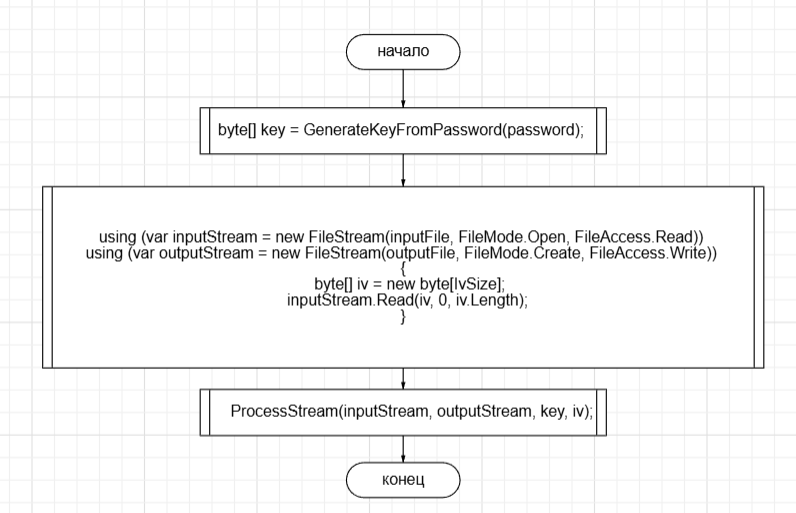 начало
byte[] key = GenerateKeyFromPassword(password);
using (var inputStream = new FileStream(inputFile, FileMode.Open, FileAccess.Read))
using (var outputStream = new FileStream(outputFile, FileMode.Create, FileAccess.Write))
{
byte[] iv = new byte[IvSize];
inputStream.Read(iv, 0, iv.Length);
}
ProcessStream(inputStream, outputStream, key, iv);
конец